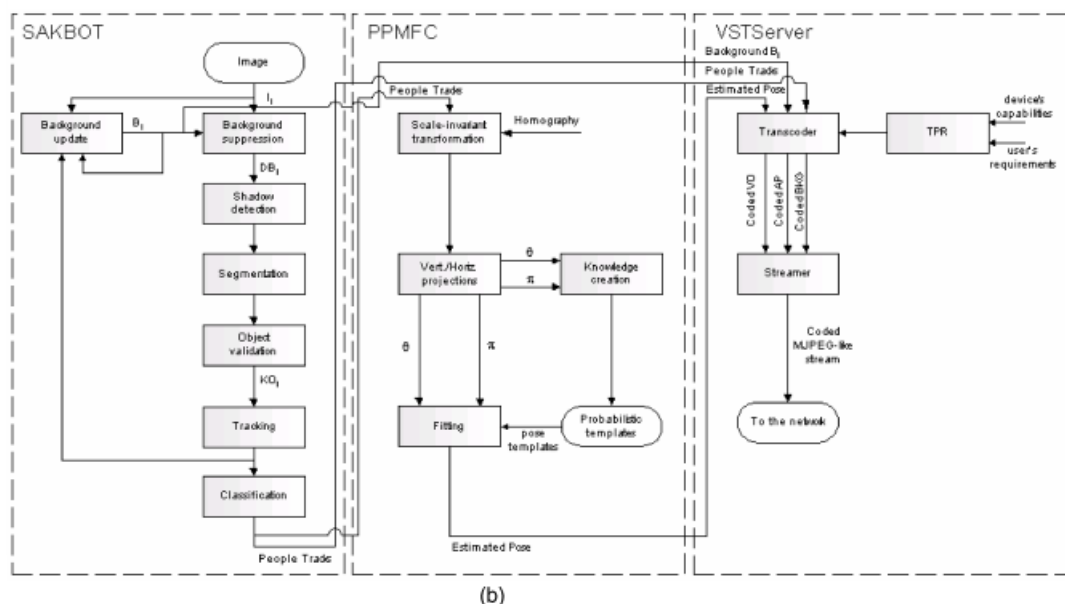 SAKBOT
Image
I_t
Background
update
B_t
Background
suppression
DB_t
Shadow
detection
Segmentation
Object
validation
KO_t
Tracking
Classification
People Tracks
PPMFC
People Tracks
Scale-invariant
transformation
Homography
Vert./Horiz.
projections
θ
π
Knowledge
creation
θ
π
Fitting
pose
templates
Probabilistic
templates
Estimated Pose
VSTServer
Background B_t
People Tracks
Estimated Pose
Transcoder
TPR
device's
capabilities
user's
requirements
Coded VO
Coded AP
Coded BKG
Streamer
Coded
MJPEG-like
stream
To the network
(b)